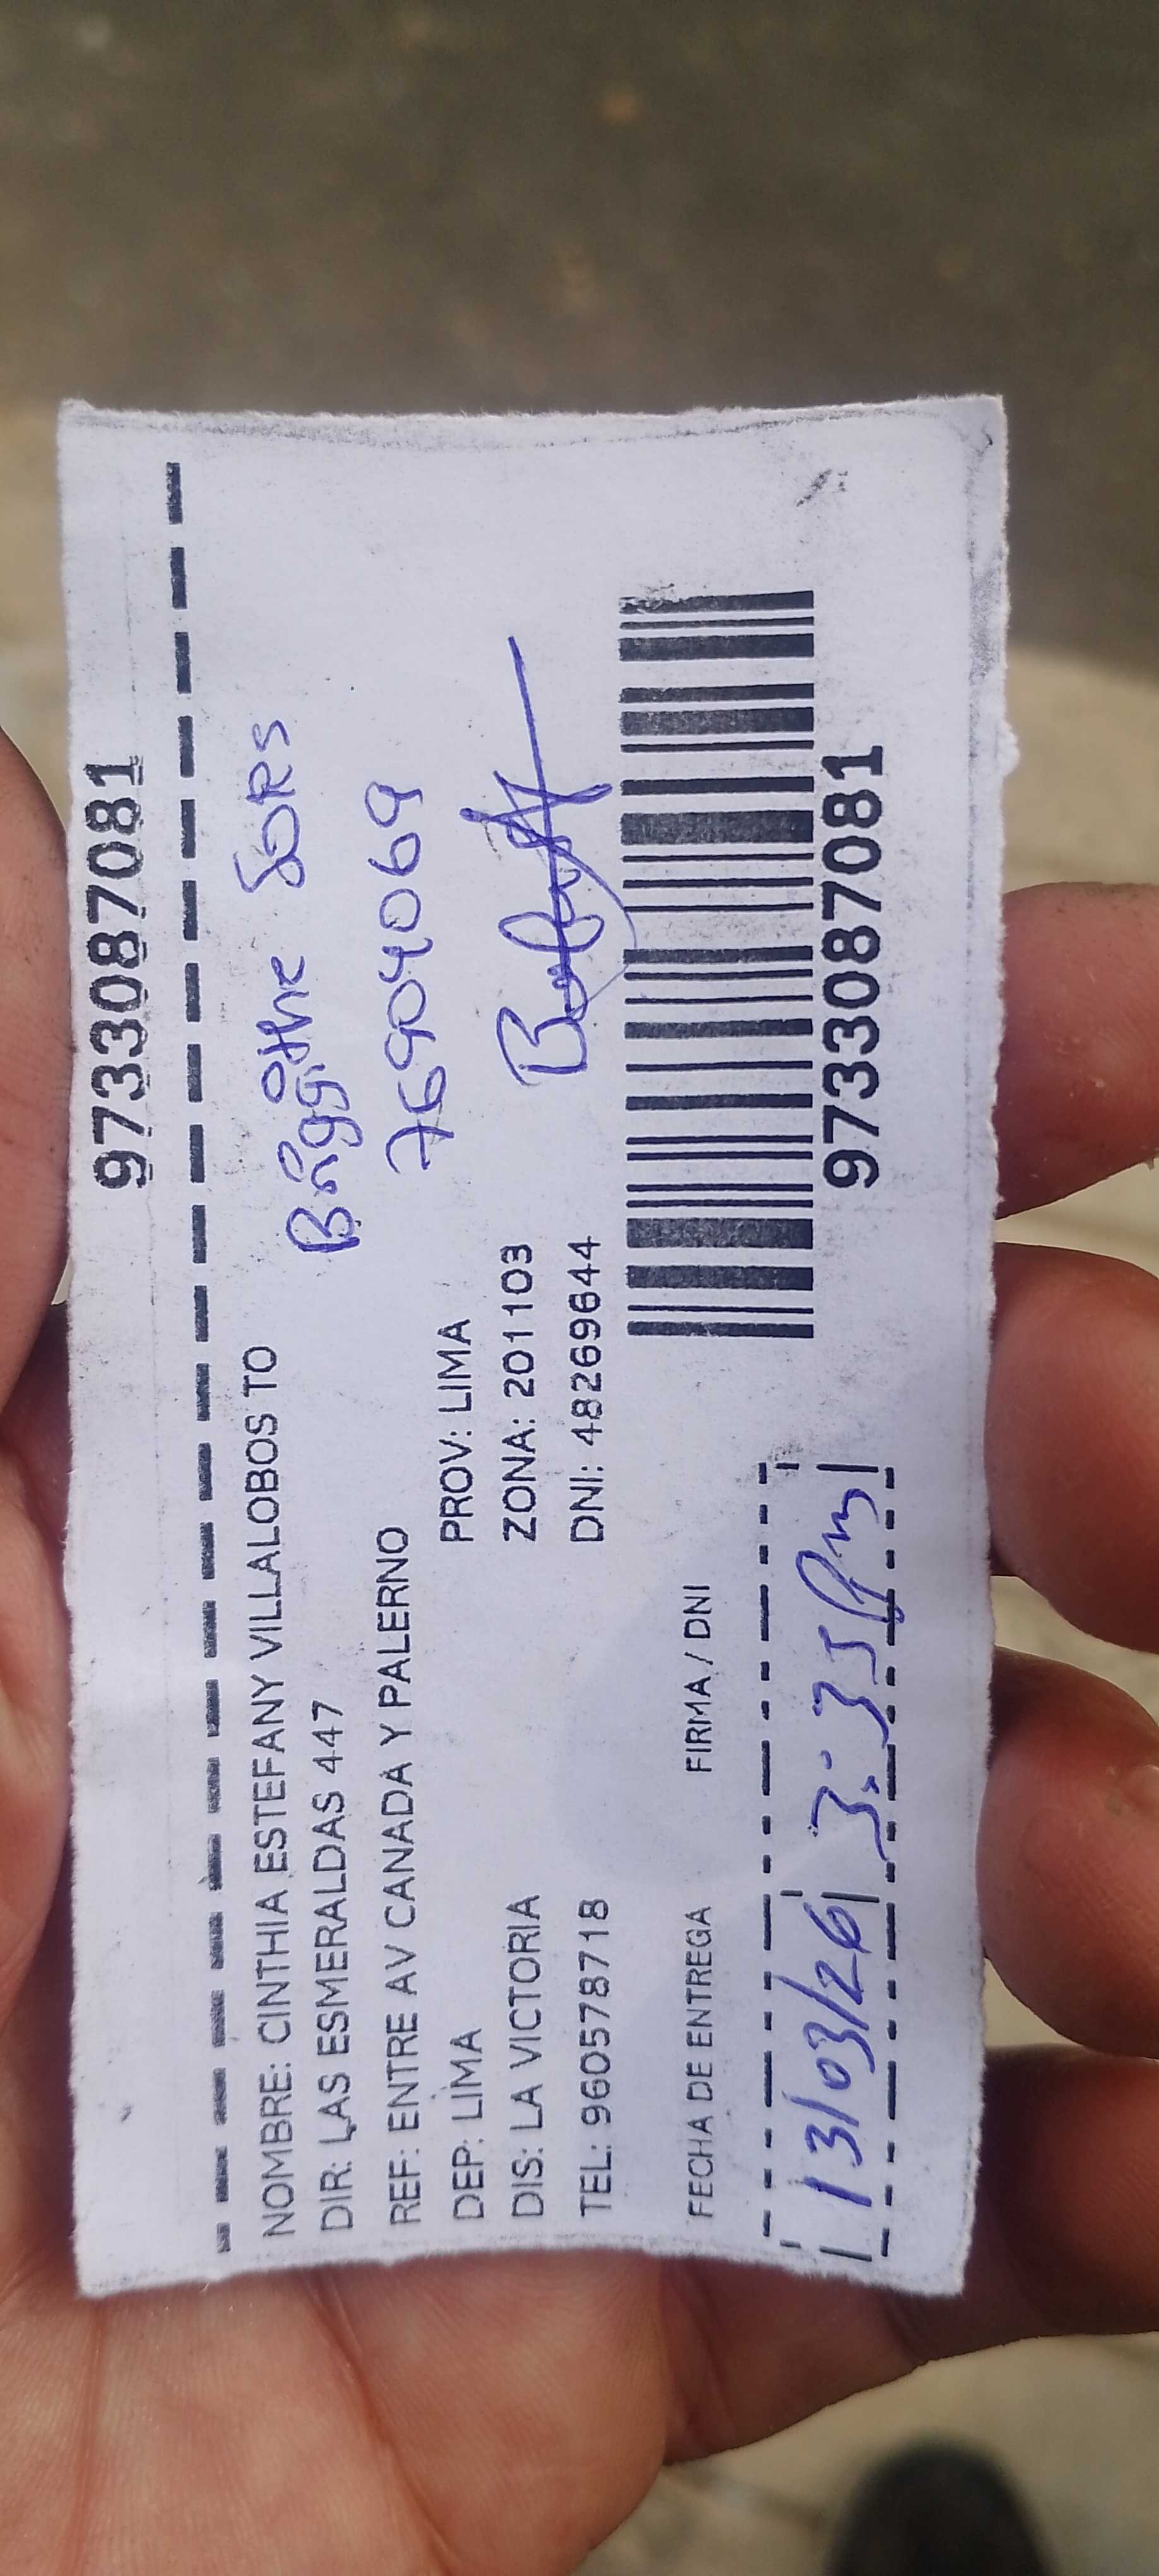 9733087081
NOMBRE: CINTHIA ESTEFANY VILLALOBOS TO
DIR: LAS ESMERALDAS 447
REF: ENTRE AV CANADA Y PALERNO
DEP: LIMA PROV: LIMA
DIS: LA VICTORIA ZONA: 201103
TEL: 960578718 DNI: 48269644
76904069
FECHA DE ENTREGA FIRMA / DNI
13/03/26 3:35 pm
9733087081